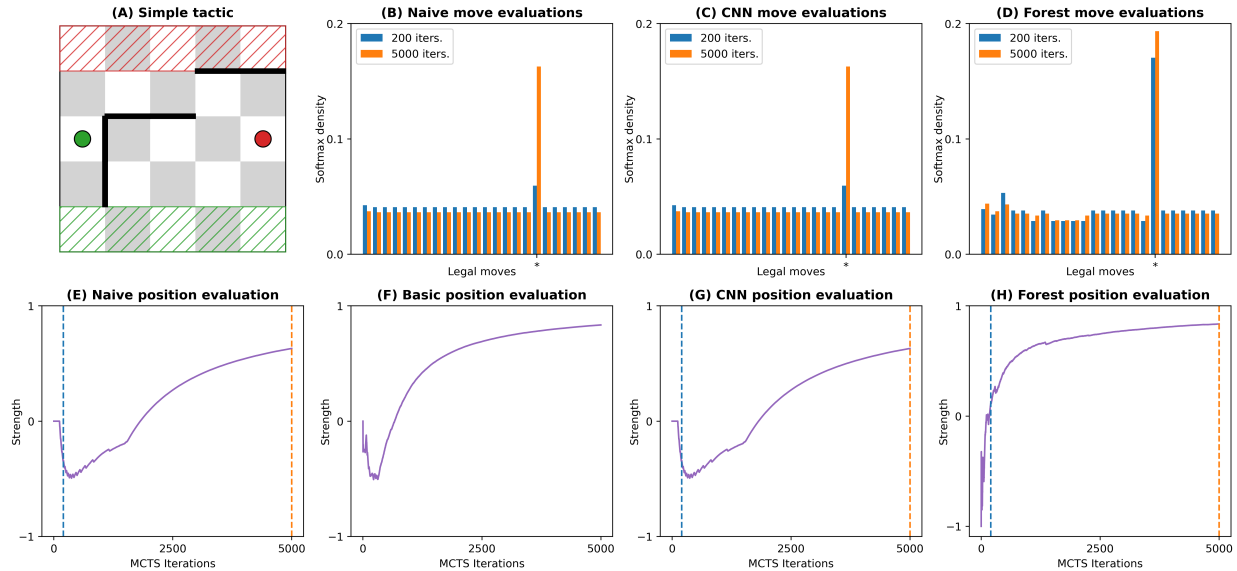 (A) Simple tactic
(B) Naive move evaluations
0.2
0.1
0.0
Softmax density
200 iters.
5000 iters.
Legal moves
*
(C) CNN move evaluations
0.2
0.1
0.0
Softmax density
200 iters.
5000 iters.
Legal moves
*
(D) Forest move evaluations
0.2
0.1
0.0
Softmax density
200 iters.
5000 iters.
Legal moves
*
(E) Naive position evaluation
1
0
−1
Strength
0 2500 5000
MCTS Iterations
(F) Basic position evaluation
1
0
−1
Strength
0 2500 5000
MCTS Iterations
(G) CNN position evaluation
1
0
−1
Strength
0 2500 5000
MCTS Iterations
(H) Forest position evaluation
1
0
−1
Strength
0 2500 5000
MCTS Iterations